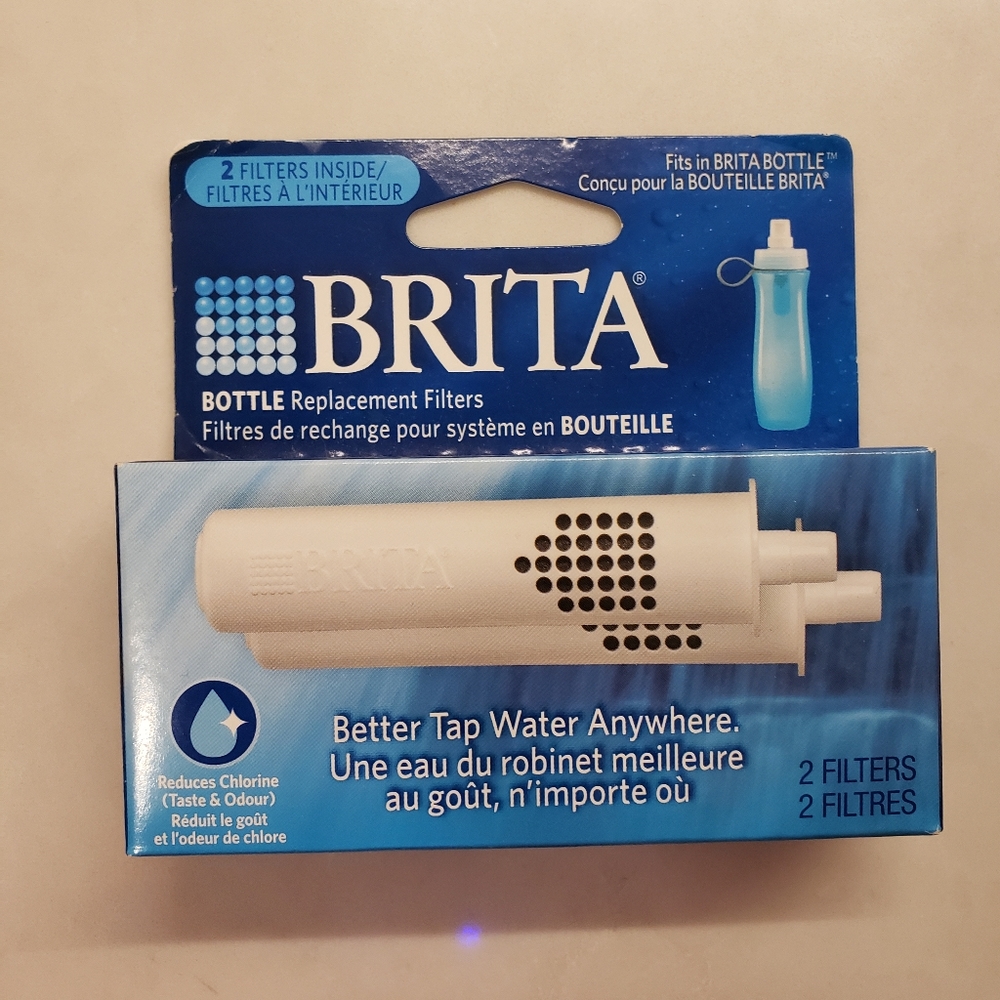 2 FILTERS INSIDE/
FILTRES À L'INTÉRIEUR
Fits in BRITA BOTTLE™
Conçu pour la BOUTEILLE BRITA®
BRITA®
BOTTLE Replacement Filters
Filtres de rechange pour système en BOUTEILLE
BRITA
Better Tap Water Anywhere.
Une eau du robinet meilleure
au goût, n'importe où
Reduces Chlorine
(Taste & Odour)
Réduit le goût
et l'odeur de chlore
2 FILTERS
2 FILTRES